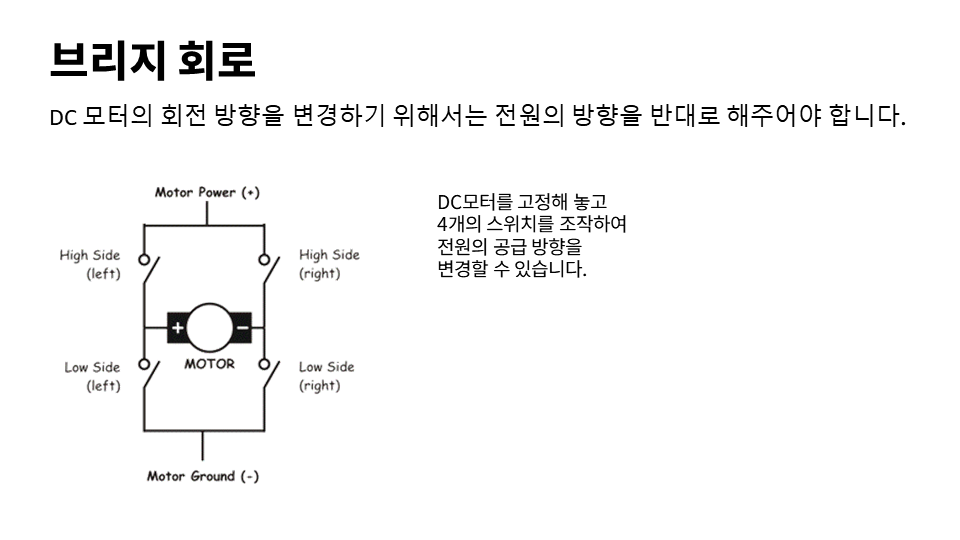 브리지 회로
DC 모터의 회전 방향을 변경하기 위해서는 전원의 방향을 반대로 해주어야 합니다.
Motor Power (+)
High Side
(left)
High Side
(right)
+
−
MOTOR
Low Side
(left)
Low Side
(right)
Motor Ground (-)
DC모터를 고정해 놓고
4개의 스위치를 조작하여
전원의 공급 방향을
변경할 수 있습니다.